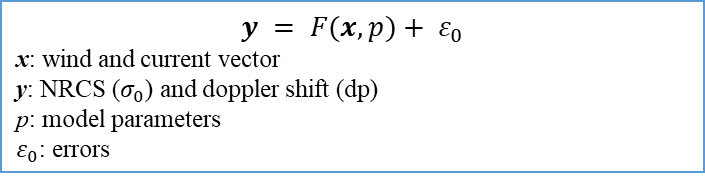 𝒚 = 𝐹(𝒙, 𝑝) + 𝜀₀
𝒙: wind and current vector
𝒚: NRCS (𝜎₀) and doppler shift (dp)
𝑝: model parameters
𝜀₀: errors